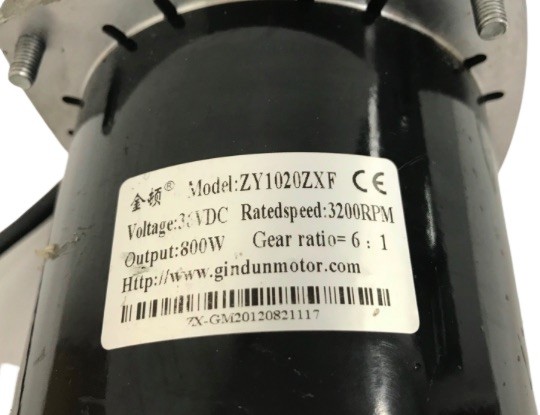 金顿® Model:ZY1020ZXF CE
Voltage:36VDC Ratedspeed:3200RPM
Output:800W Gear ratio= 6 : 1
Http://www.gindunmotor.com
ZX-GM20120821117